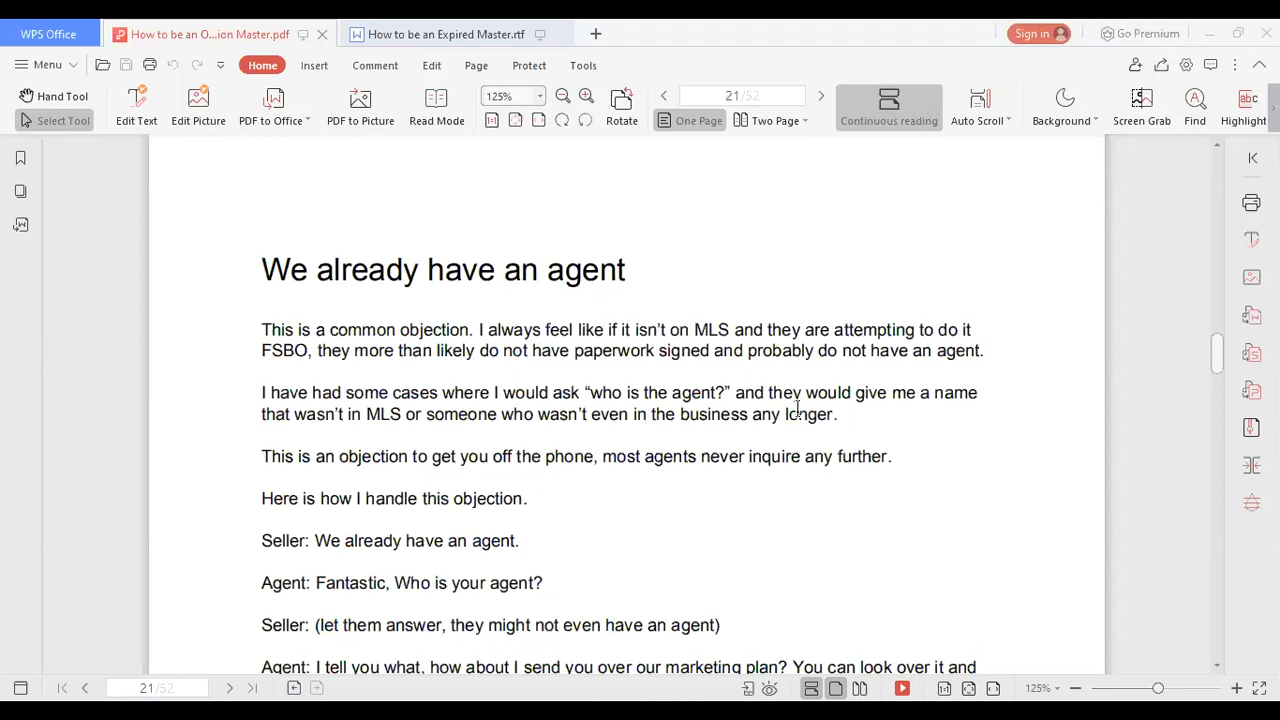 WPS Office
How to be an O...ion Master.pdf
How to be an Expired Master.rtf
Sign in
Go Premium
Menu
Home
Insert
Comment
Edit
Page
Protect
Tools
Hand Tool
Select Tool
Edit Text
Edit Picture
PDF to Office
PDF to Picture
Read Mode
125%
Rotate
21/52
One Page
Two Page
Continuous reading
Auto Scroll
Background
Screen Grab
Find
Highlight
We already have an agent
This is a common objection. I always feel like if it isn’t on MLS and they are attempting to do it
FSBO, they more than likely do not have paperwork signed and probably do not have an agent.
I have had some cases where I would ask “who is the agent?” and they would give me a name
that wasn’t in MLS or someone who wasn’t even in the business any longer.
This is an objection to get you off the phone, most agents never inquire any further.
Here is how I handle this objection.
Seller: We already have an agent.
Agent: Fantastic, Who is your agent?
Seller: (let them answer, they might not even have an agent)
Agent: I tell you what, how about I send you over our marketing plan? You can look over it and
21/52
125%